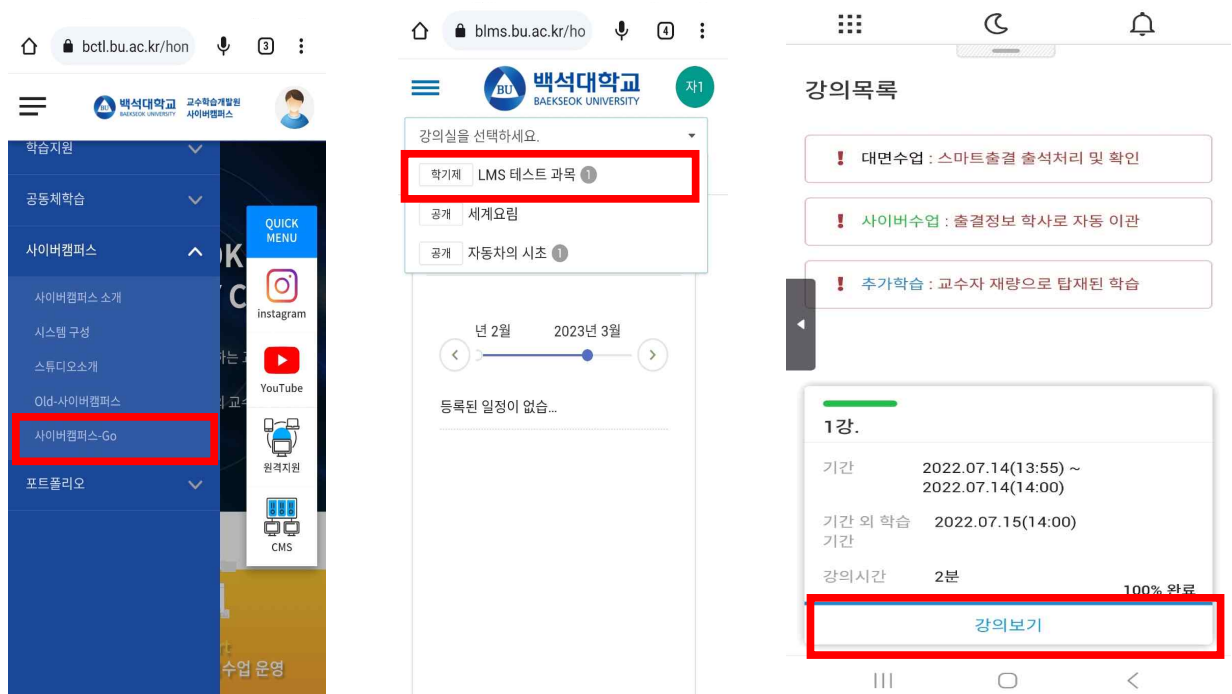 bctl.bu.ac.kr/hon
3
BU
백석대학교
BAEKSEOK UNIVERSITY
교수학습개발원
사이버캠퍼스
학습지원
공동체학습
사이버캠퍼스
사이버캠퍼스 소개
시스템 구성
스튜디오소개
Old-사이버캠퍼스
사이버캠퍼스-Go
포트폴리오
QUICK
MENU
instagram
YouTube
원격지원
CMS
수업 운영
blms.bu.ac.kr/ho
4
BU
백석대학교
BAEKSEOK UNIVERSITY
자1
강의실을 선택하세요.
학기제 LMS 테스트 과목 1
공개 세계요림
공개 자동차의 시초 1
년 2월 2023년 3월
등록된 일정이 없습...
강의목록
대면수업 : 스마트출결 출석처리 및 확인
사이버수업 : 출결정보 학사로 자동 이관
추가학습 : 교수자 재량으로 탑재된 학습
1강.
기간 2022.07.14(13:55) ~
2022.07.14(14:00)
기간 외 학습 2022.07.15(14:00)
기간
강의시간 2분
100% 완료
강의보기